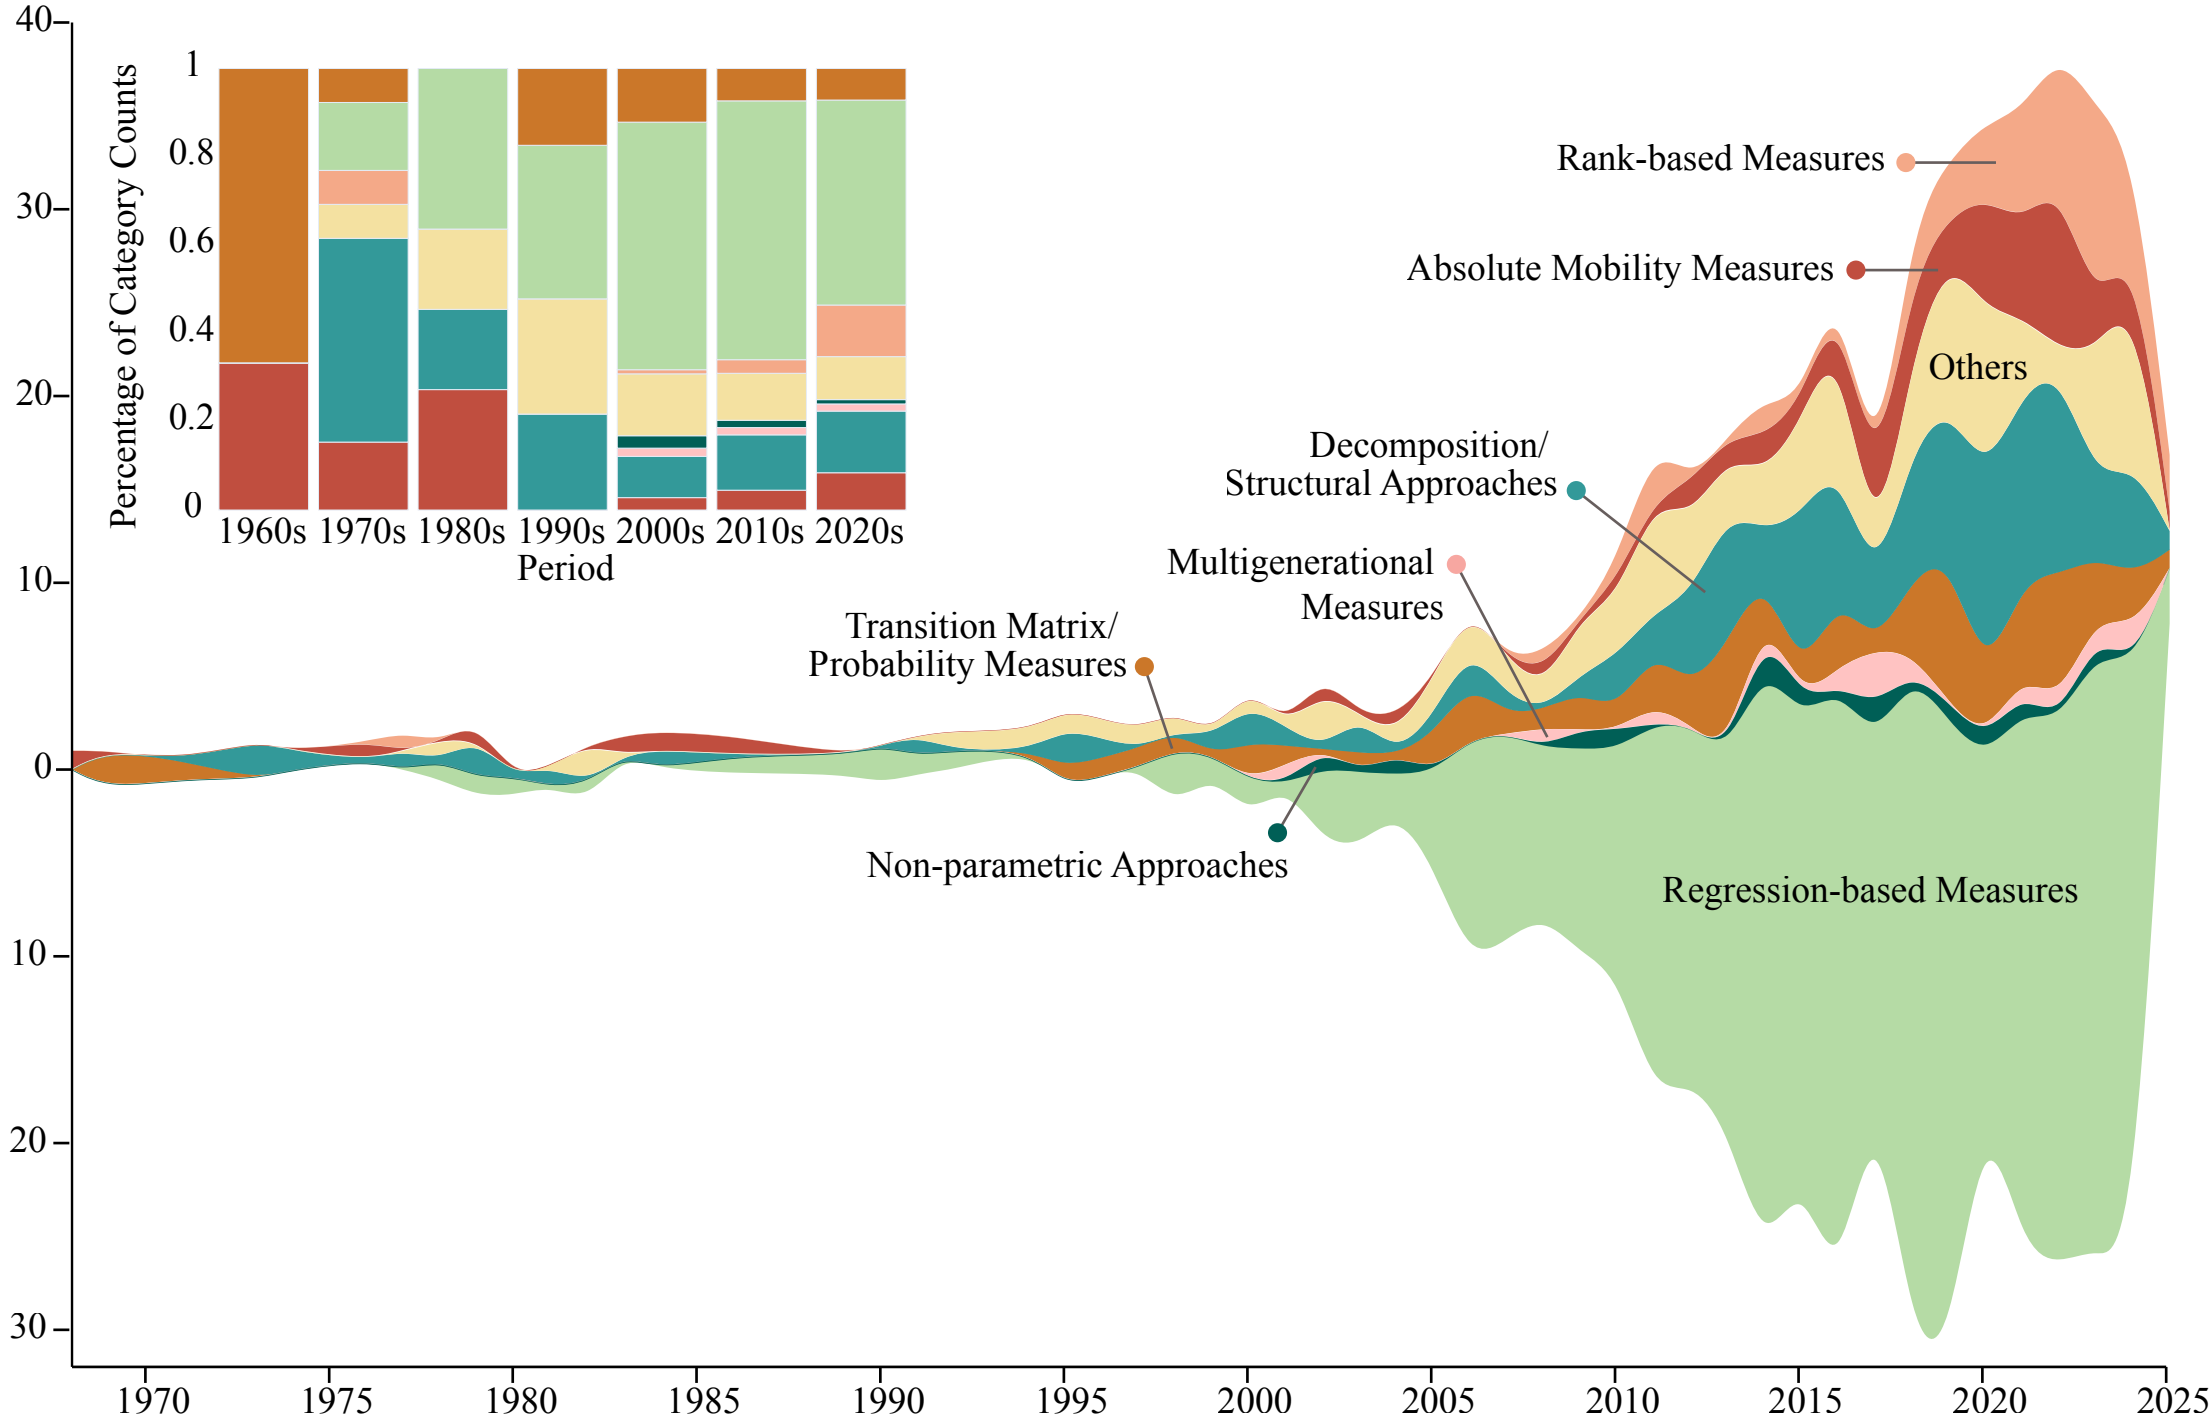 40
30
20
10
0
10
20
30
Percentage of Category Counts
1
0.8
0.6
0.4
0.2
0
1960s 1970s 1980s 1990s 2000s 2010s 2020s
Period
Rank-based Measures
Absolute Mobility Measures
Others
Decomposition/
Structural Approaches
Multigenerational
Measures
Transition Matrix/
Probability Measures
Non-parametric Approaches
Regression-based Measures
1970 1975 1980 1985 1990 1995 2000 2005 2010 2015 2020 2025